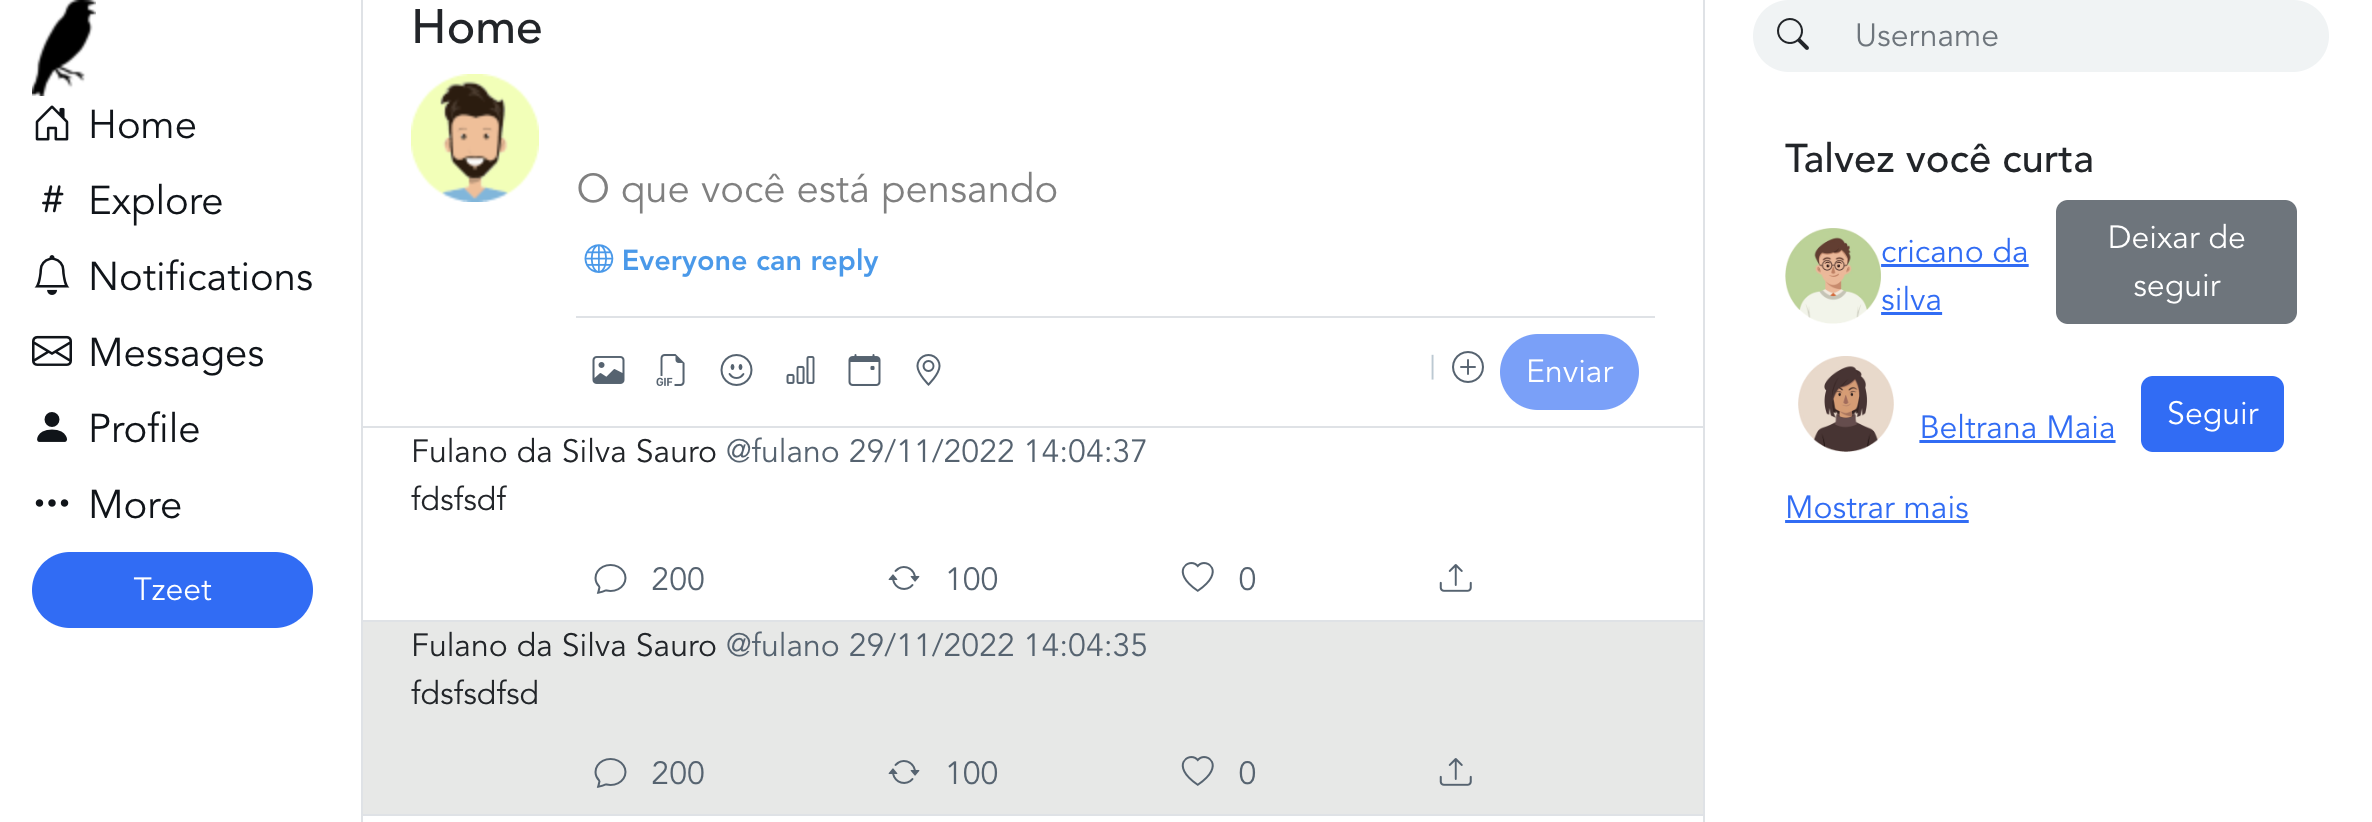 Home
# Explore
Notifications
Messages
Profile
More
Tzeet
Home
O que você está pensando
Everyone can reply
GIF
Enviar
Fulano da Silva Sauro @fulano 29/11/2022 14:04:37
fdsfsdf
200 100 0
Fulano da Silva Sauro @fulano 29/11/2022 14:04:35
fdsfsdfsd
200 100 0
Username
Talvez você curta
cricano da
silva
Deixar de
seguir
Beltrana Maia
Seguir
Mostrar mais